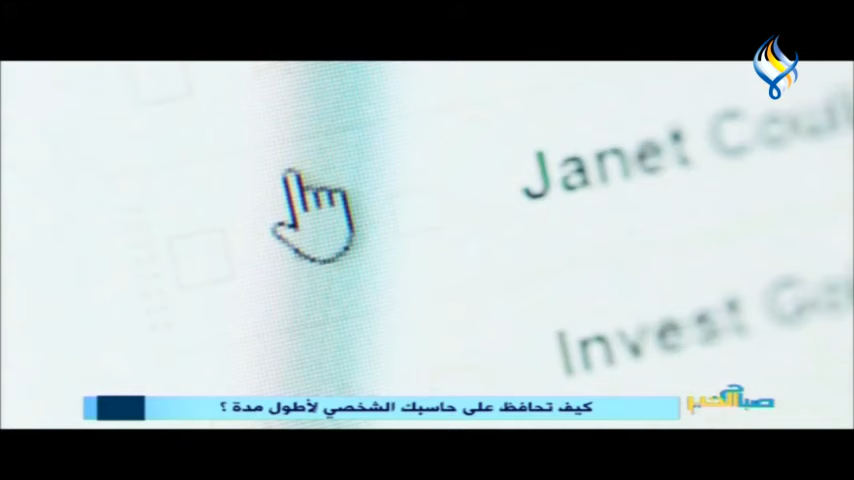 Janet
Invest
كيف تحافظ على حاسبك الشخصي لأطول مدة ؟
صباح الخير